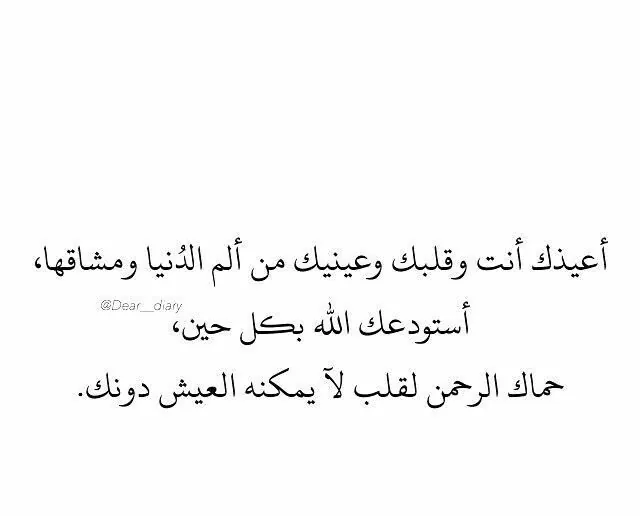 أعيذك أنت وقلبك وعينيك من ألم الدُنيا ومشاقها،
@Dear__diary
أستودعك الله بكل حين،
حماك الرحمن لقلب لآ يمكنه العيش دونك.